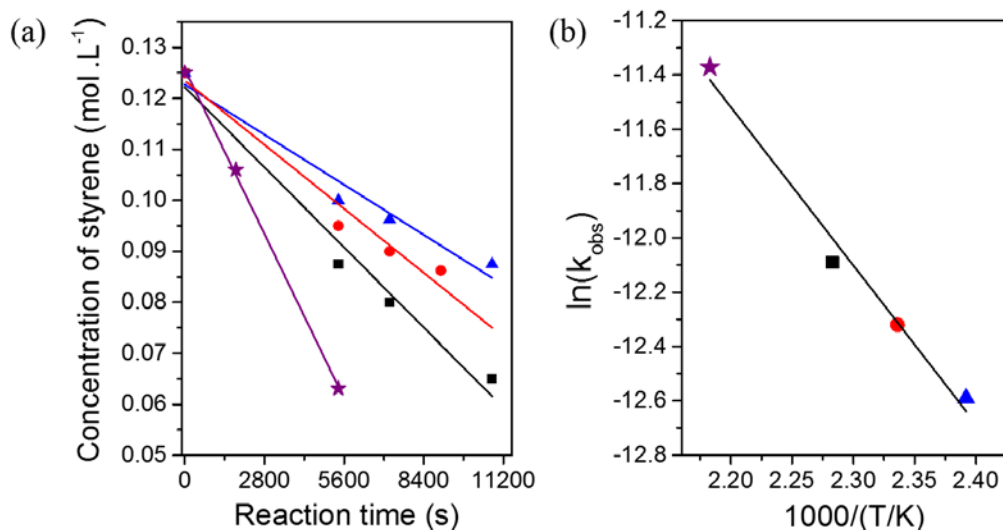 (a)
Concentration of styrene (mol .L⁻¹)
0.13
0.12
0.11
0.10
0.09
0.08
0.07
0.06
0.05
0 2800 5600 8400 11200
Reaction time (s)
(b)
ln(k_obs)
-11.2
-11.4
-11.6
-11.8
-12.0
-12.2
-12.4
-12.6
-12.8
2.20 2.25 2.30 2.35 2.40
1000/(T/K)